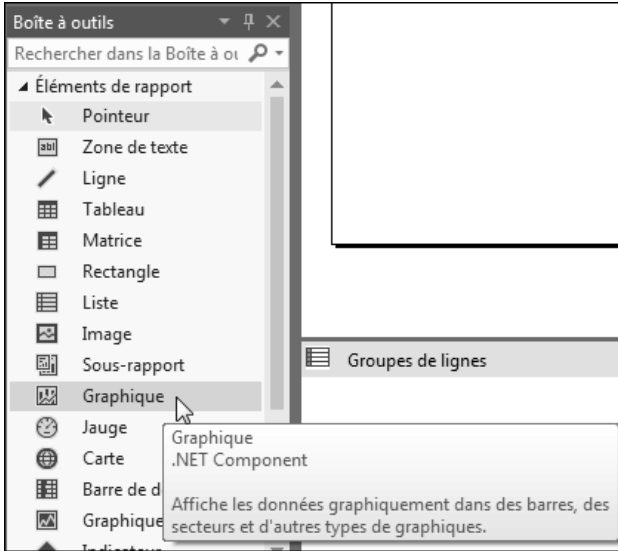 Boîte à outils
Rechercher dans la Boîte à ou
Éléments de rapport
Pointeur
abl
Zone de texte
Ligne
Tableau
Matrice
Rectangle
Liste
Image
Sous-rapport
Graphique
Jauge
Carte
Barre de d
Graphique
Indicateur
Groupes de lignes
Graphique
.NET Component
Affiche les données graphiquement dans des barres, des
secteurs et d'autres types de graphiques.